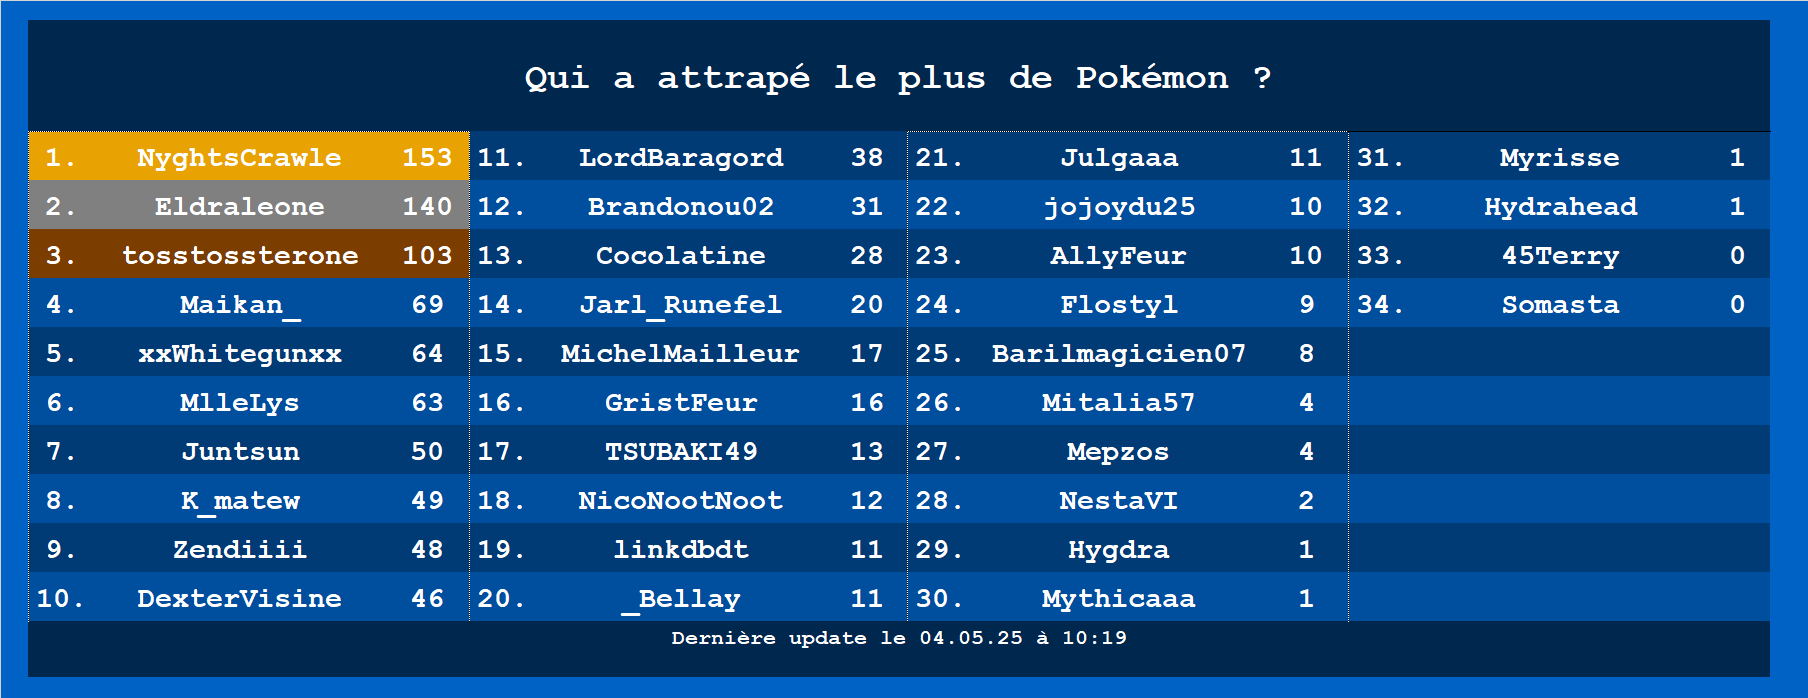 Qui a attrapé le plus de Pokémon ?
1. NyghtsCrawle 153
2. Eldraleone 140
3. tosstossterone 103
4. Maikan_ 69
5. xxWhitegunxx 64
6. MlleLys 63
7. Juntsun 50
8. K_matew 49
9. Zendiiii 48
10. DexterVisine 46
11. LordBaragord 38
12. Brandonou02 31
13. Cocolatine 28
14. Jarl_Runefel 20
15. MichelMailleur 17
16. GristFeur 16
17. TSUBAKI49 13
18. NicoNootNoot 12
19. linkdbdt 11
20. _Bellay 11
21. Julgaaa 11
22. jojoydu25 10
23. AllyFeur 10
24. Flostyl 9
25. Barilmagicien07 8
26. Mitalia57 4
27. Mepzos 4
28. NestaVI 2
29. Hygdra 1
30. Mythicaaa 1
31. Myrisse 1
32. Hydrahead 1
33. 45Terry 0
34. Somasta 0
Dernière update le 04.05.25 à 10:19